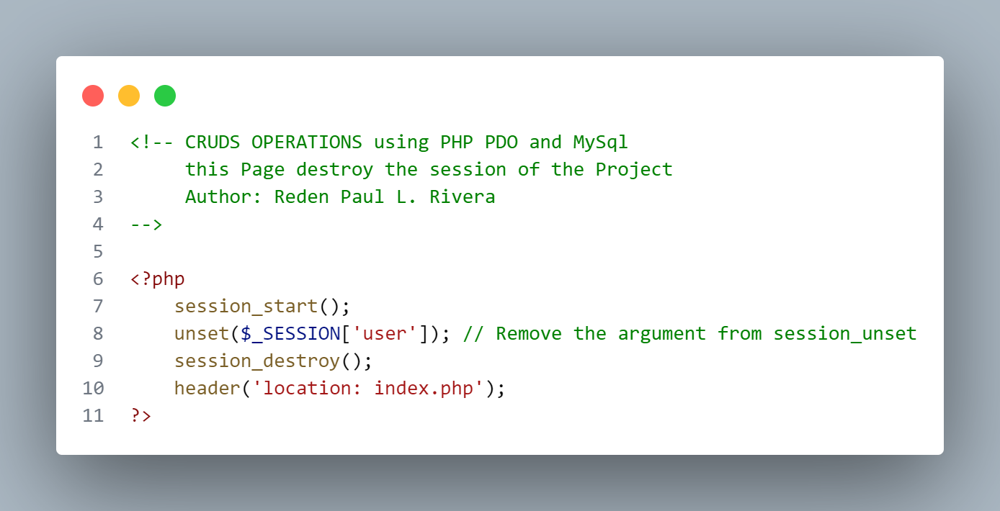 1 <!-- CRUDS OPERATIONS using PHP PDO and MySql
2      this Page destroy the session of the Project
3      Author: Reden Paul L. Rivera
4 -->
5
6 <?php
7     session_start();
8     unset($_SESSION['user']); // Remove the argument from session_unset
9     session_destroy();
10     header('location: index.php');
11 ?>